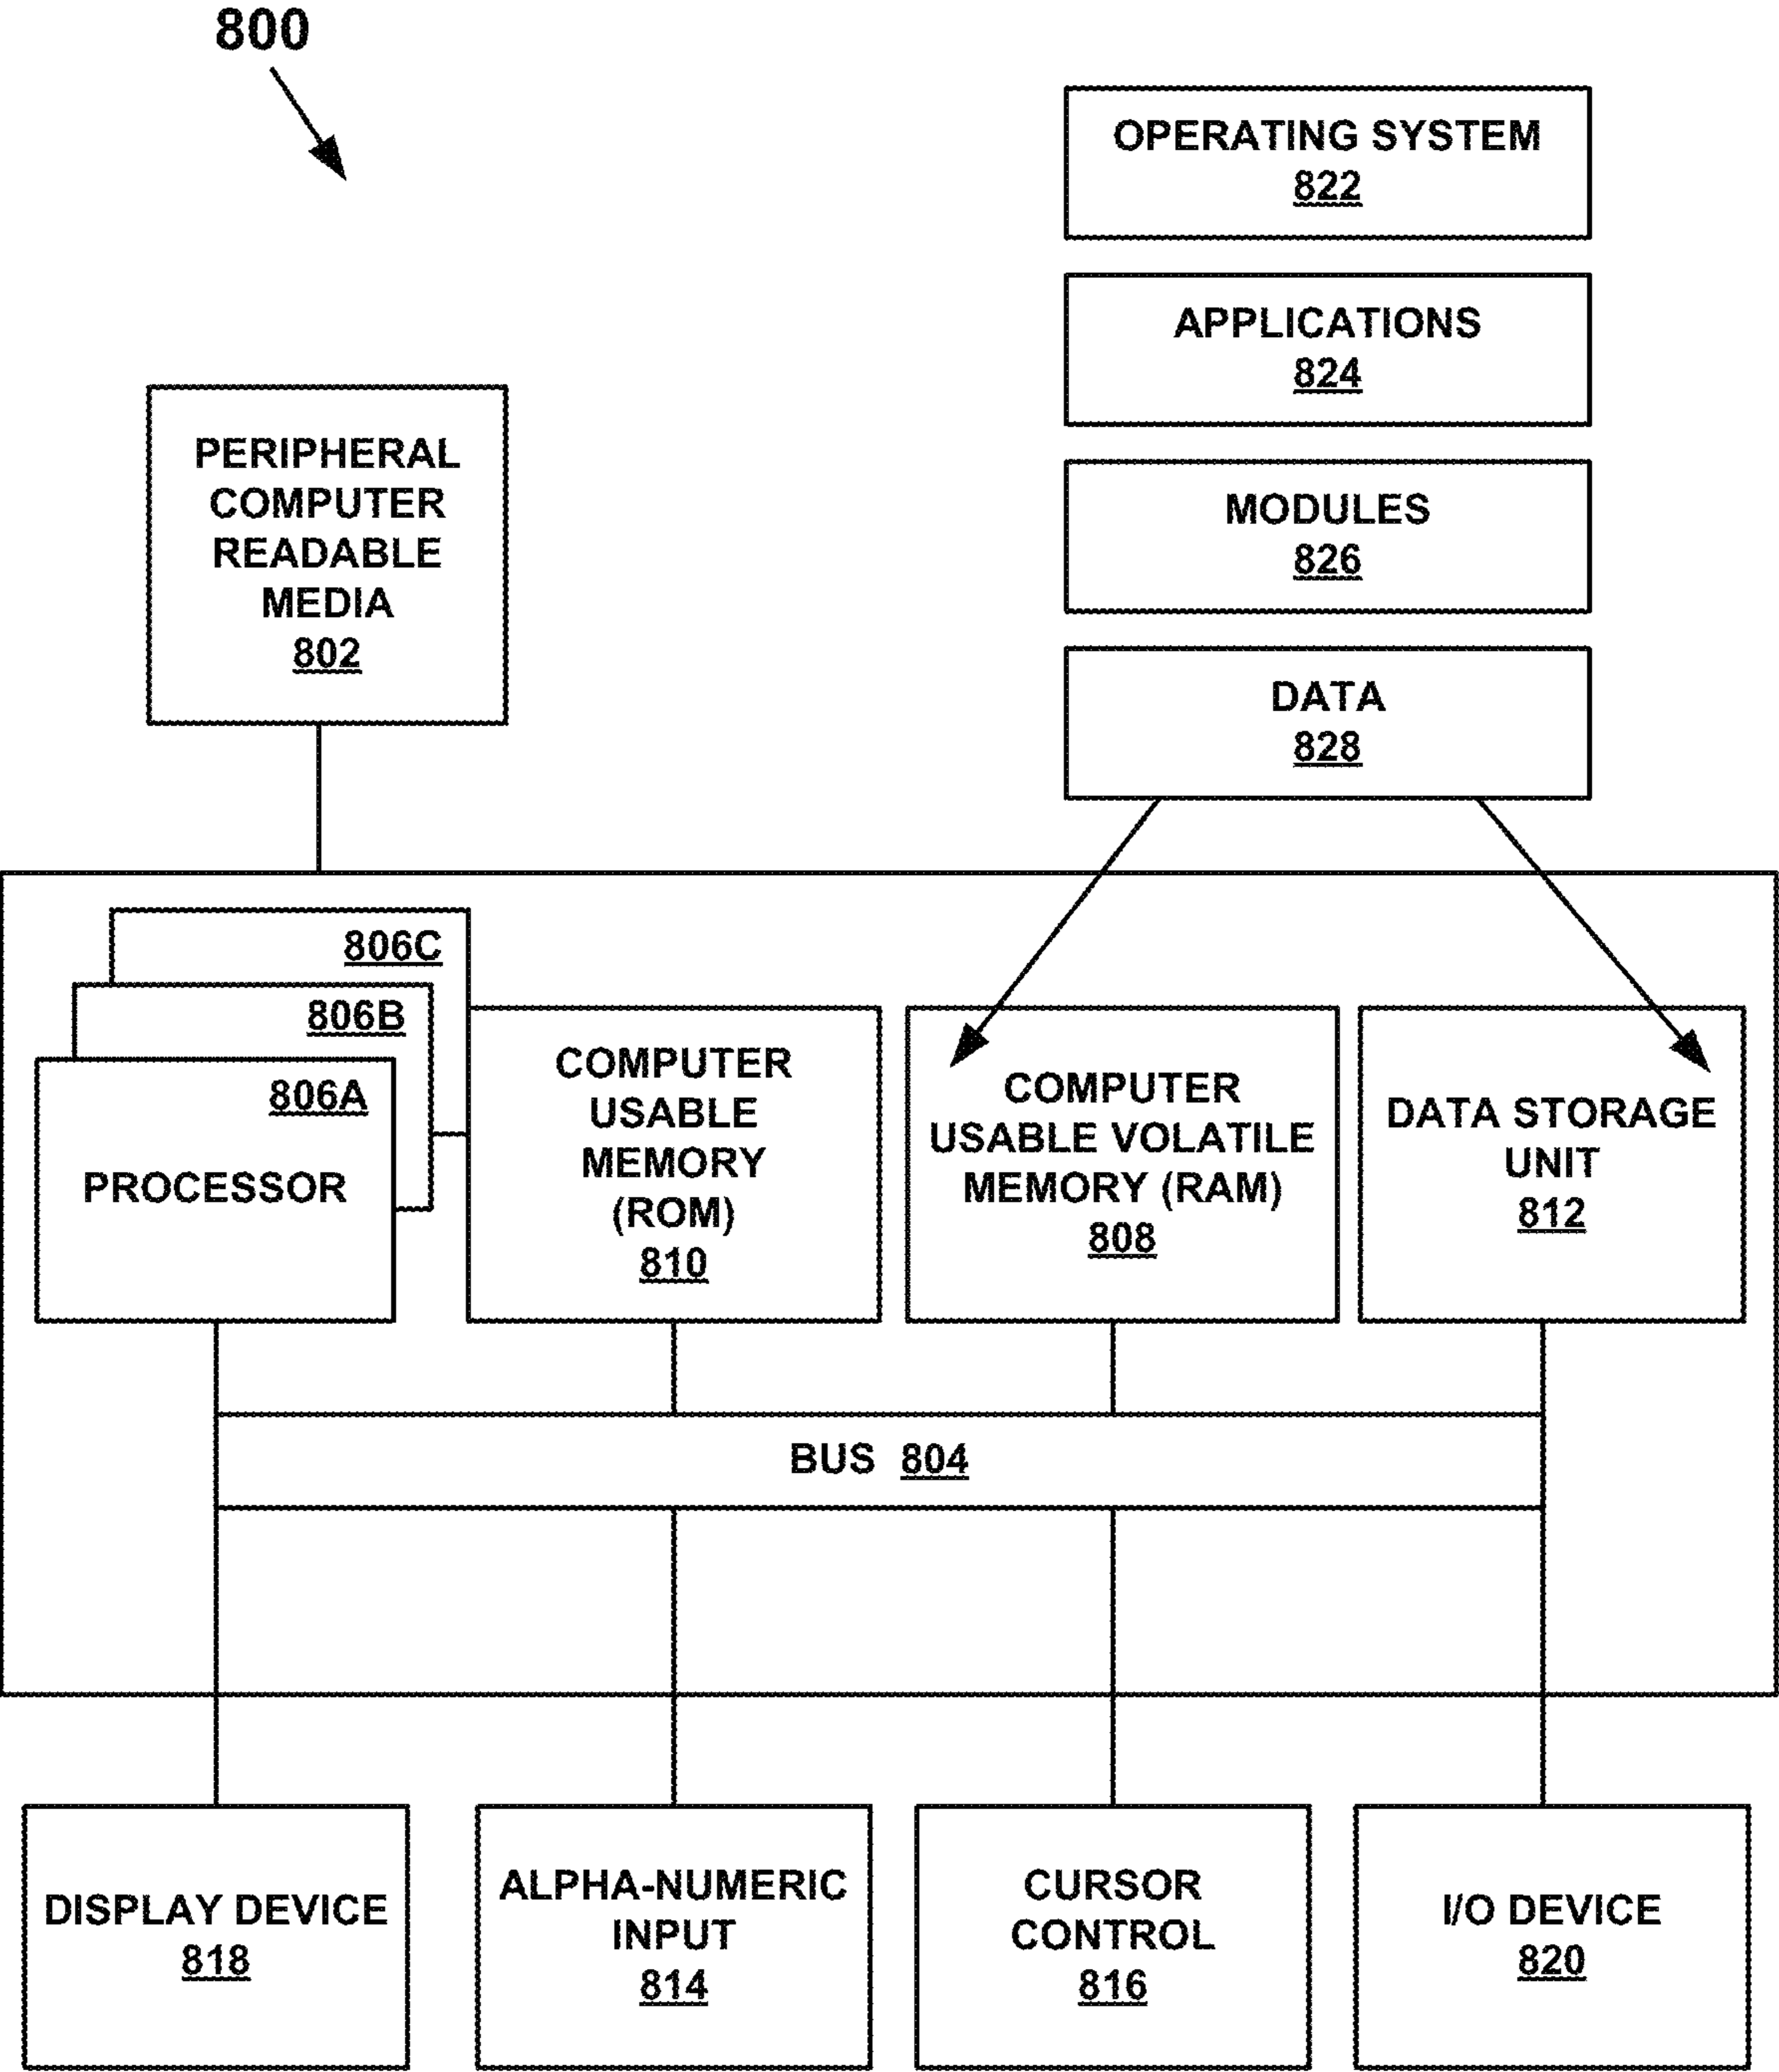 800
OPERATING SYSTEM
822
APPLICATIONS
824
PERIPHERAL
COMPUTER
READABLE
MEDIA
802
MODULES
826
DATA
828
806C
806B
806A
PROCESSOR
COMPUTER
USABLE
MEMORY
(ROM)
810
COMPUTER
USABLE VOLATILE
MEMORY (RAM)
808
DATA STORAGE
UNIT
812
BUS 804
DISPLAY DEVICE
818
ALPHA-NUMERIC
INPUT
814
CURSOR
CONTROL
816
I/O DEVICE
820